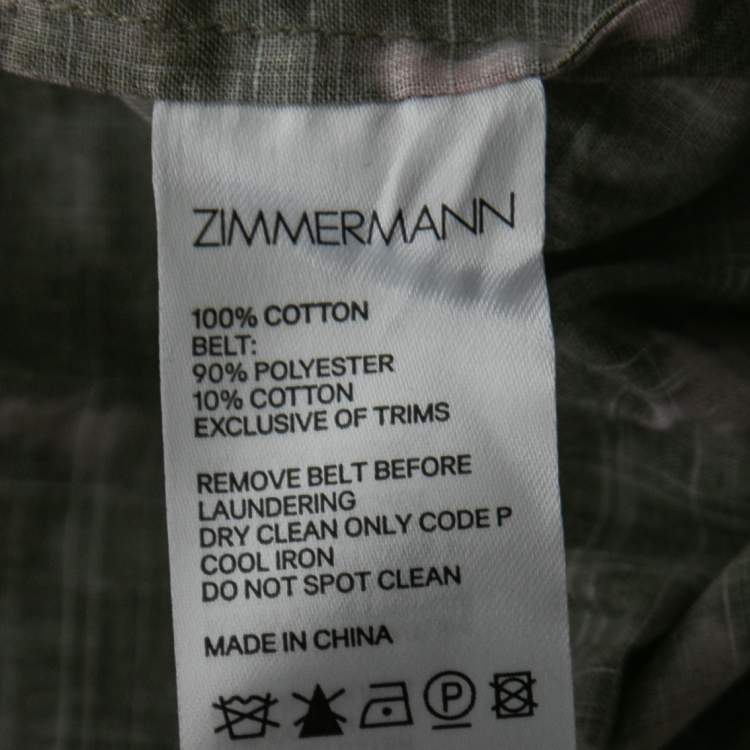 ZIMMERMANN
100% COTTON
BELT:
90% POLYESTER
10% COTTON
EXCLUSIVE OF TRIMS
REMOVE BELT BEFORE
LAUNDERING
DRY CLEAN ONLY CODE P
COOL IRON
DO NOT SPOT CLEAN
MADE IN CHINA
P